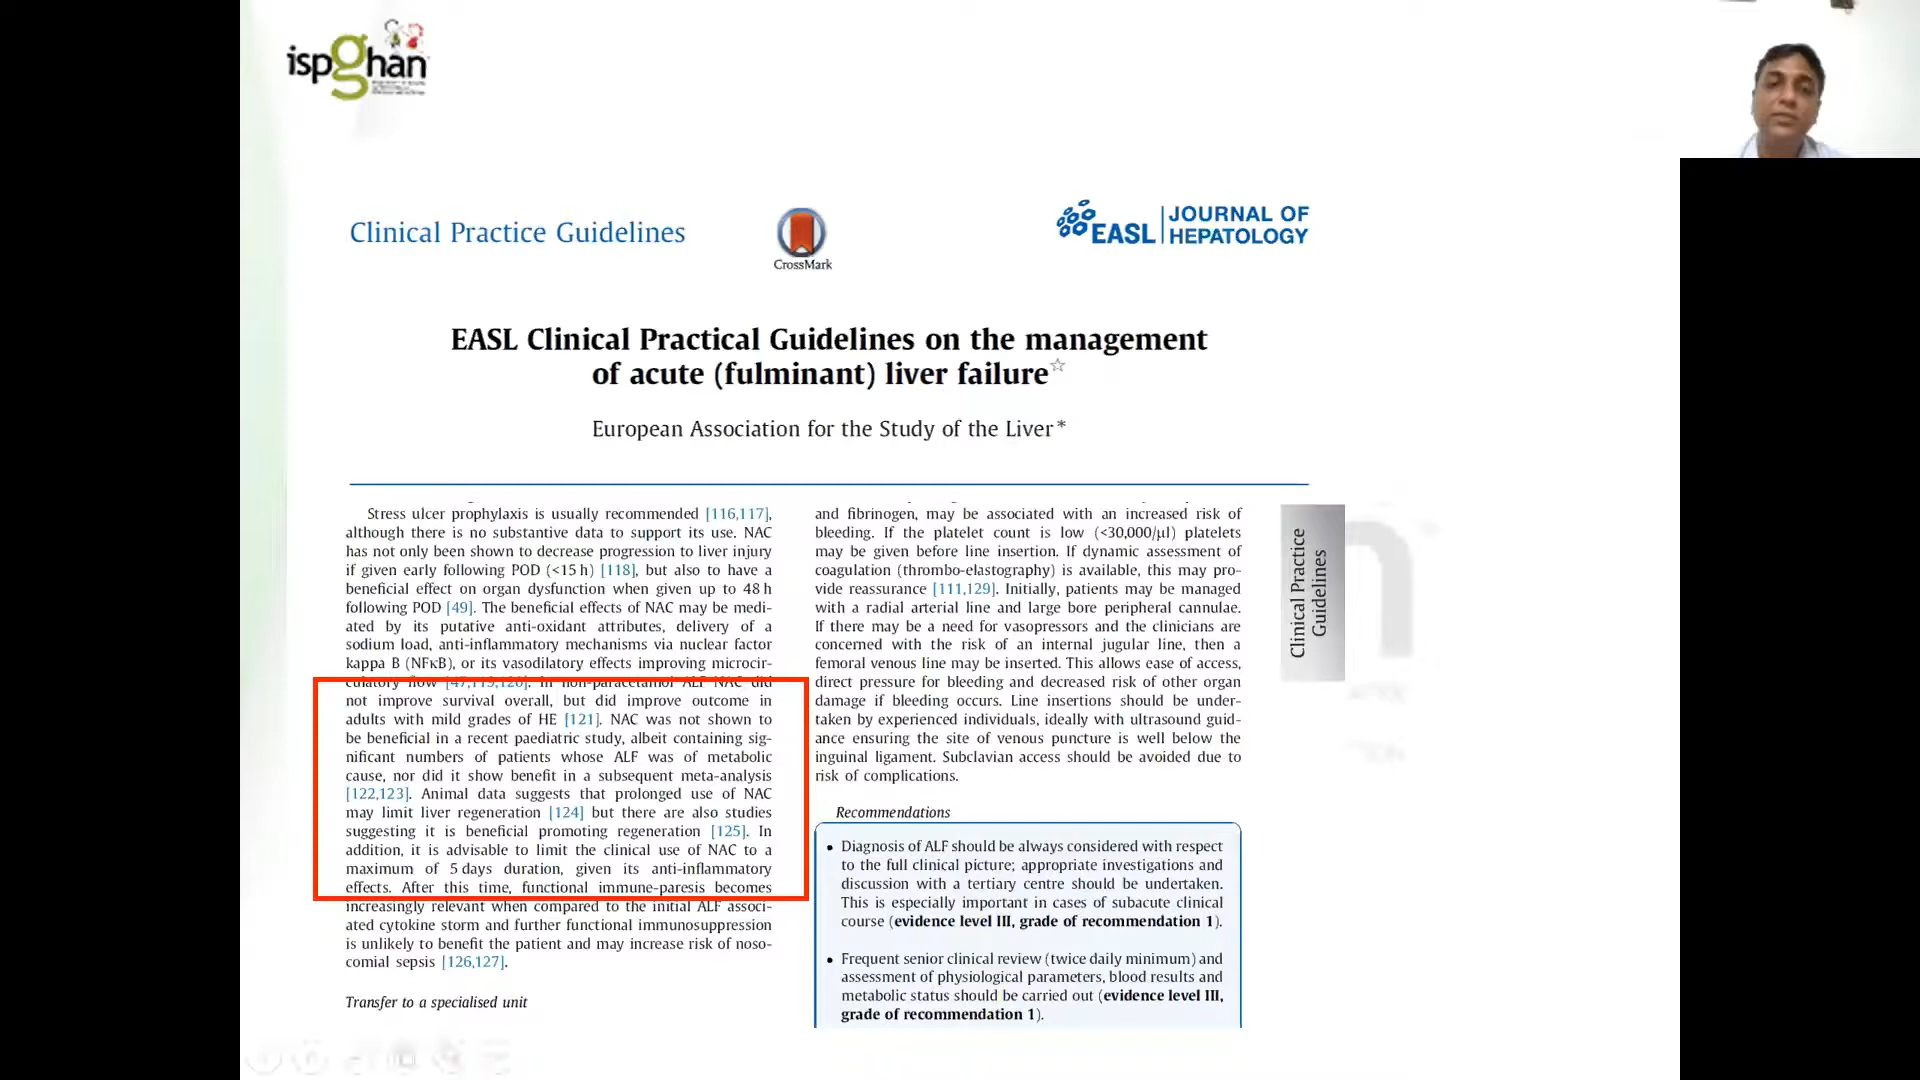 ispghan
Clinical Practice Guidelines
CrossMark
EASL
JOURNAL OF
HEPATOLOGY
EASL Clinical Practical Guidelines on the management
of acute (fulminant) liver failure☆
European Association for the Study of the Liver*
Stress ulcer prophylaxis is usually recommended [116,117],
although there is no substantive data to support its use. NAC
has not only been shown to decrease progression to liver injury
if given early following POD (<15 h) [118], but also to have a
beneficial effect on organ dysfunction when given up to 48 h
following POD [49]. The beneficial effects of NAC may be medi-
ated by its putative anti-oxidant attributes, delivery of a
sodium load, anti-inflammatory mechanisms via nuclear factor
kappa B (NFκB), or its vasodilatory effects improving microcir-
culatory flow [47,119,120]. In non-paracetamol ALF NAC did
not improve survival overall, but did improve outcome in
adults with mild grades of HE [121]. NAC was not shown to
be beneficial in a recent paediatric study, albeit containing sig-
nificant numbers of patients whose ALF was of metabolic
cause, nor did it show benefit in a subsequent meta-analysis
[122,123]. Animal data suggests that prolonged use of NAC
may limit liver regeneration [124] but there are also studies
suggesting it is beneficial promoting regeneration [125]. In
addition, it is advisable to limit the clinical use of NAC to a
maximum of 5 days duration, given its anti-inflammatory
effects. After this time, functional immune-paresis becomes
increasingly relevant when compared to the initial ALF associ-
ated cytokine storm and further functional immunosuppression
is unlikely to benefit the patient and may increase risk of noso-
comial sepsis [126,127].
Transfer to a specialised unit
and fibrinogen, may be associated with an increased risk of
bleeding. If the platelet count is low (<30,000/μl) platelets
may be given before line insertion. If dynamic assessment of
coagulation (thrombo-elastography) is available, this may pro-
vide reassurance [111,129]. Initially, patients may be managed
with a radial arterial line and large bore peripheral cannulae.
If there may be a need for vasopressors and the clinicians are
concerned with the risk of an internal jugular line, then a
femoral venous line may be inserted. This allows ease of access,
direct pressure for bleeding and decreased risk of other organ
damage if bleeding occurs. Line insertions should be under-
taken by experienced individuals, ideally with ultrasound guid-
ance ensuring the site of venous puncture is well below the
inguinal ligament. Subclavian access should be avoided due to
risk of complications.
Recommendations
• Diagnosis of ALF should be always considered with respect
to the full clinical picture; appropriate investigations and
discussion with a tertiary centre should be undertaken.
This is especially important in cases of subacute clinical
course (evidence level III, grade of recommendation 1).
• Frequent senior clinical review (twice daily minimum) and
assessment of physiological parameters, blood results and
metabolic status should be carried out (evidence level III,
grade of recommendation 1).
Clinical Practice
Guidelines